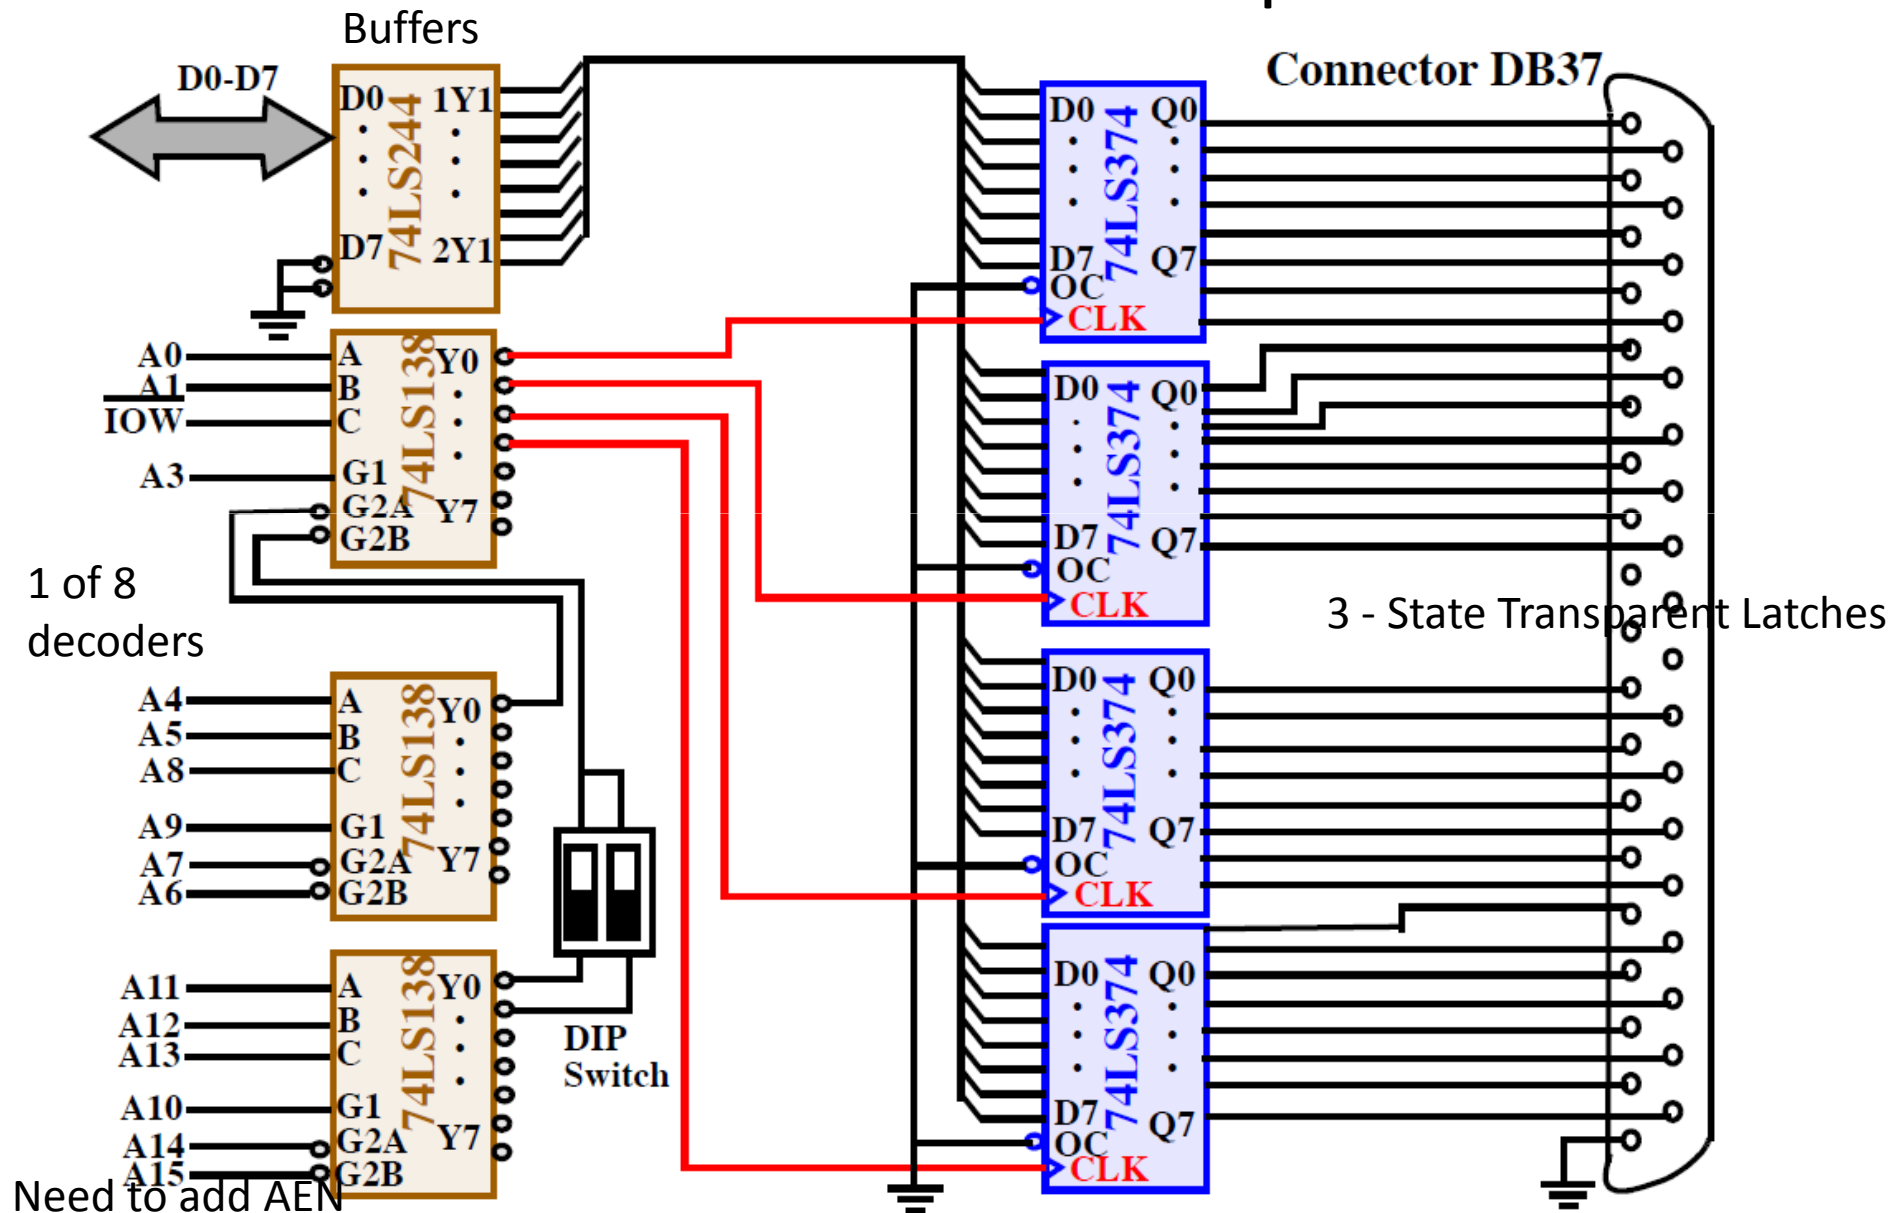 Buffers
D0-D7
Connector DB37
D0 1Y1
74LS244
D7 2Y1
A0
A1
IOW
A3
A Y0
B
C
74LS138
G1
G2A Y7
G2B
1 of 8
decoders
A4
A5
A8
A9
A7
A6
A Y0
B
C
74LS138
G1
G2A Y7
G2B
A11
A12
A13
A10
A14
A15
A Y0
B
C
74LS138
G1
G2A Y7
G2B
DIP
Switch
Need to add AEN
D0 Q0
74LS374
D7 Q7
OC
CLK
D0 Q0
74LS374
D7 Q7
OC
CLK
3 - State Transparent Latches
D0 Q0
74LS374
D7 Q7
OC
CLK
D0 Q0
74LS374
D7 Q7
OC
CLK